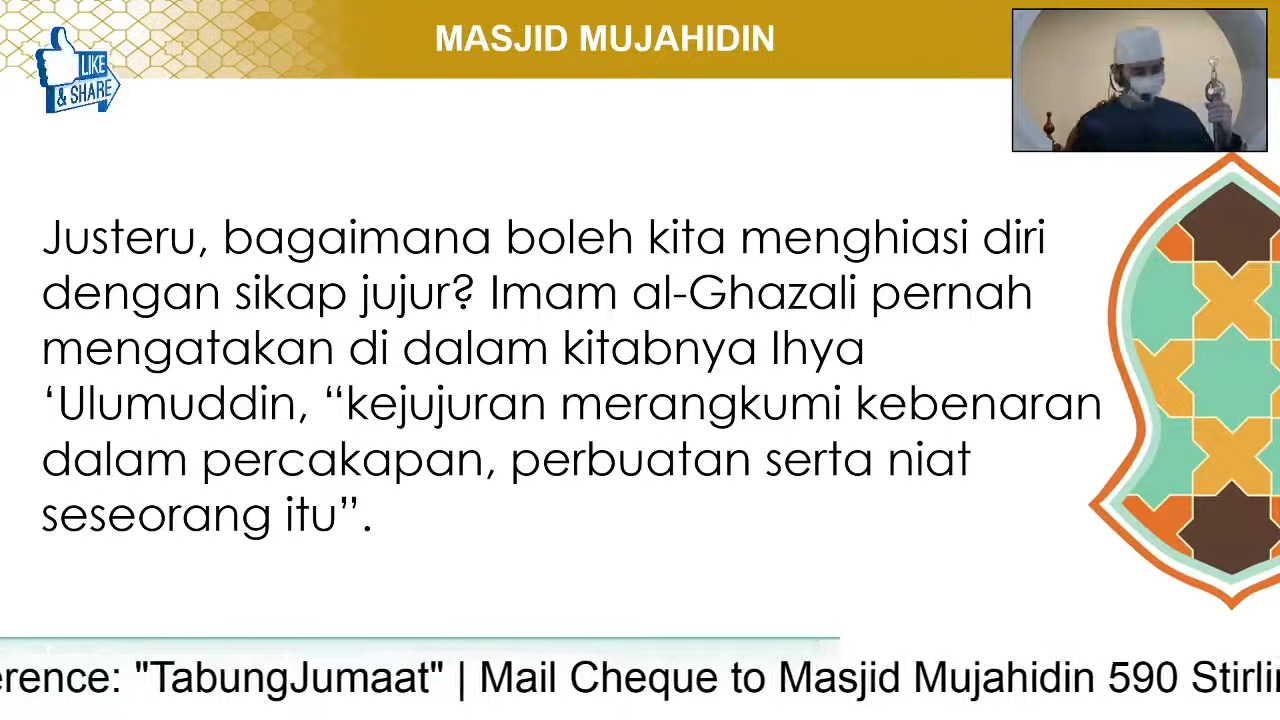 MASJID MUJAHIDIN
LIKE
& SHARE
Justeru, bagaimana boleh kita menghiasi diri
dengan sikap jujur? Imam al-Ghazali pernah
mengatakan di dalam kitabnya Ihya
‘Ulumuddin, “kejujuran merangkumi kebenaran
dalam percakapan, perbuatan serta niat
seseorang itu”.
erence: "TabungJumaat" | Mail Cheque to Masjid Mujahidin 590 Stirlin